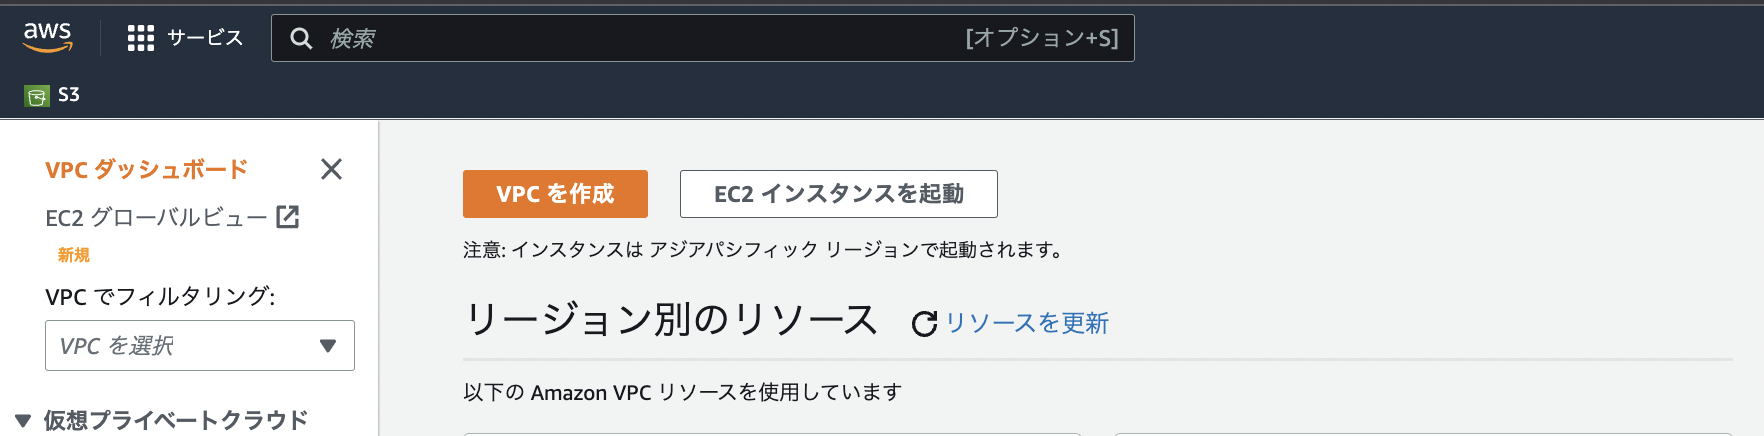 aws
サービス
検索
[オプション+S]
S3
VPC ダッシュボード
EC2 グローバルビュー
新規
VPC でフィルタリング:
VPC を選択
仮想プライベートクラウド
VPC を作成
EC2 インスタンスを起動
注意: インスタンスは アジアパシフィック リージョンで起動されます。
リージョン別のリソース
リソースを更新
以下の Amazon VPC リソースを使用しています